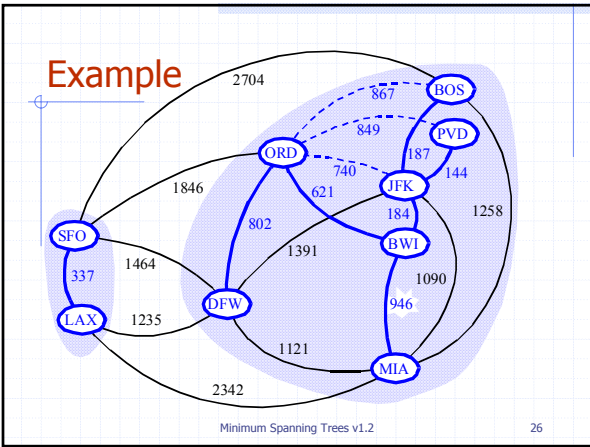 Example
2704
BOS
867
849
PVD
ORD
740
187
144
1846
621
JFK
184
1258
SFO
802
1391
BWI
1464
337
1090
DFW
946
LAX
1235
1121
MIA
2342
Minimum Spanning Trees v1.2
26